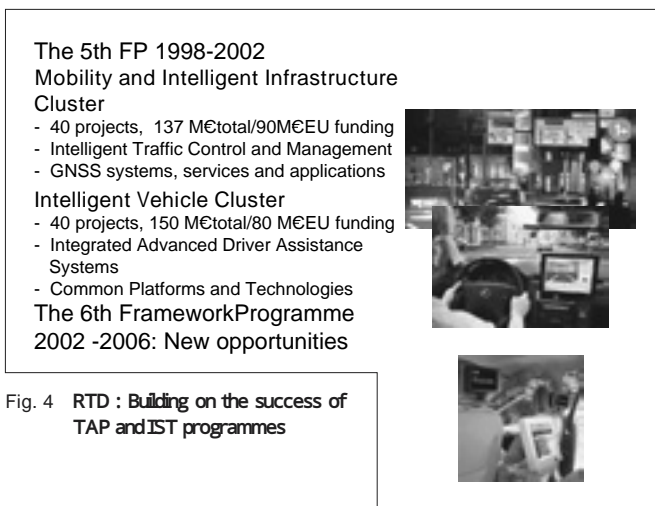 The 5th FP 1998-2002
Mobility and Intelligent Infrastructure
Cluster
- 40 projects, 137 M€total/90M€EU funding
- Intelligent Traffic Control and Management
- GNSS systems, services and applications
Intelligent Vehicle Cluster
- 40 projects, 150 M€total/80 M€EU funding
- Integrated Advanced Driver Assistance
Systems
- Common Platforms and Technologies
The 6th FrameworkProgramme
2002 -2006: New opportunities
Fig. 4 RTD : Building on the success of
TAP and IST programmes